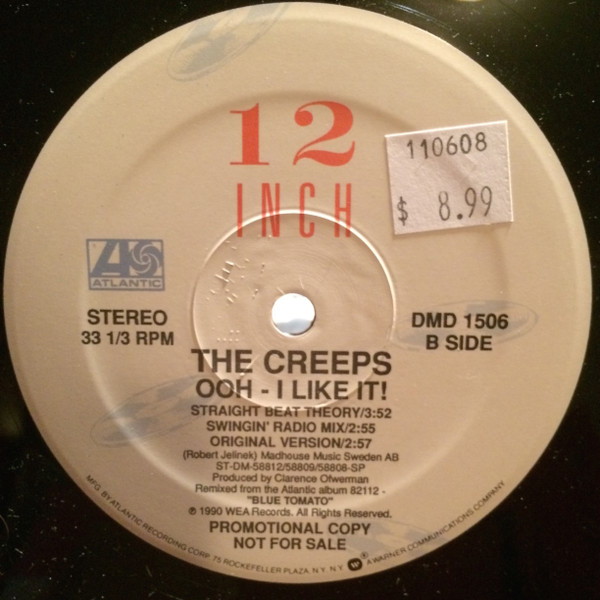 12
INCH
110608
$ 8.99
ATLANTIC
STEREO
33 1/3 RPM
DMD 1506
B SIDE
THE CREEPS
OOH - I LIKE IT!
STRAIGHT BEAT THEORY/3:52
SWINGIN' RADIO MIX/2:55
ORIGINAL VERSION/2:57
(Robert Jelinek) Madhouse Music Sweden AB
ST-DM-58812/58809/58808-SP
Produced by Clarence Ofwerman
Remixed from the Atlantic album 82112 -
"BLUE TOMATO"
℗ 1990 WEA Records. All Rights Reserved.
PROMOTIONAL COPY
NOT FOR SALE
MFG. BY ATLANTIC RECORDING CORP. 75 ROCKEFELLER PLAZA, N.Y. N.Y. ® A WARNER COMMUNICATIONS COMPANY